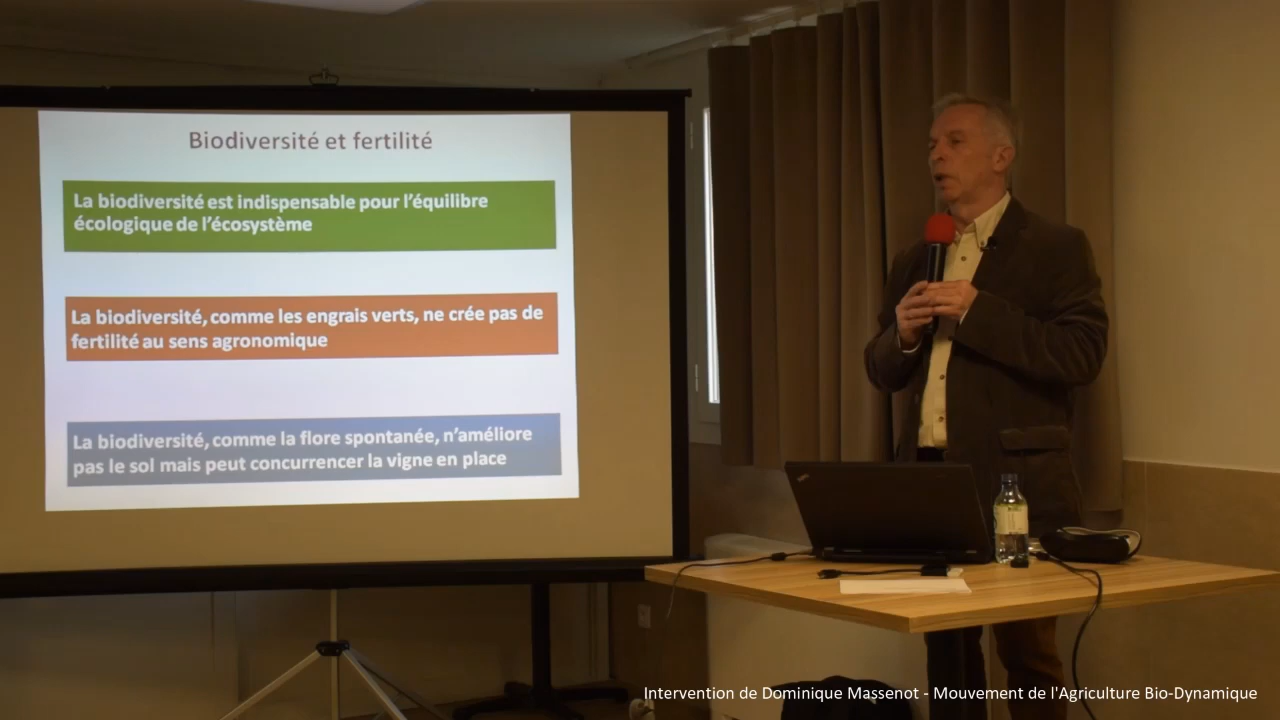 Biodiversité et fertilité
La biodiversité est indispensable pour l'équilibre
écologique de l'écosystème
La biodiversité, comme les engrais verts, ne crée pas de
fertilité au sens agronomique
La biodiversité, comme la flore spontanée, n'améliore
pas le sol mais peut concurrencer la vigne en place
Intervention de Dominique Massenot - Mouvement de l'Agriculture Bio-Dynamique